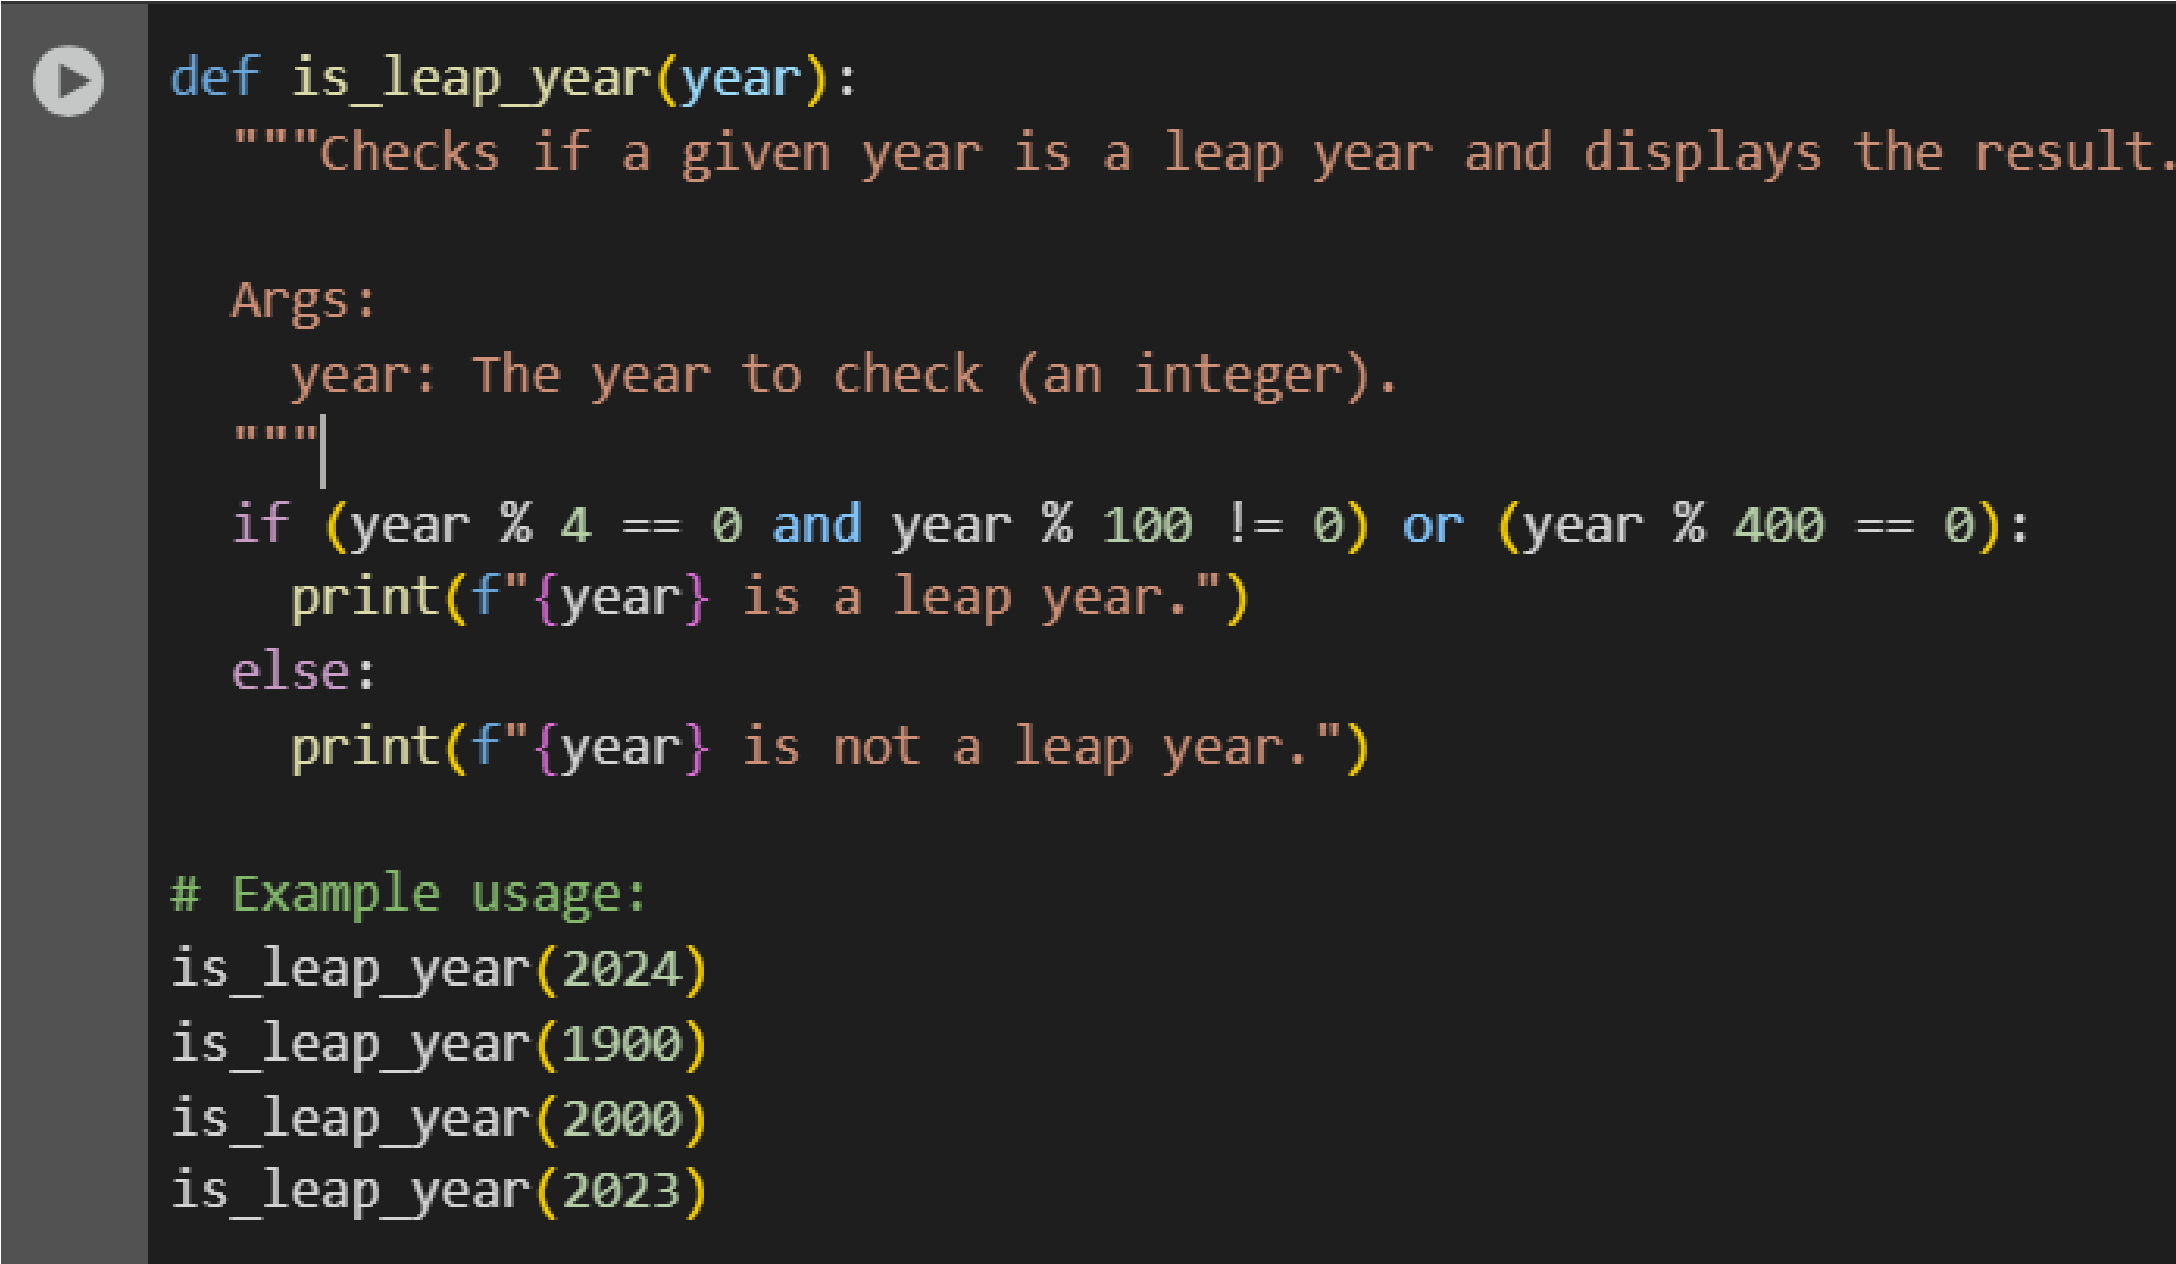 def is_leap_year(year):
  """Checks if a given year is a leap year and displays the result.

  Args:
    year: The year to check (an integer).
  """
  if (year % 4 == 0 and year % 100 != 0) or (year % 400 == 0):
    print(f"{year} is a leap year.")
  else:
    print(f"{year} is not a leap year.")

# Example usage:
is_leap_year(2024)
is_leap_year(1900)
is_leap_year(2000)
is_leap_year(2023)